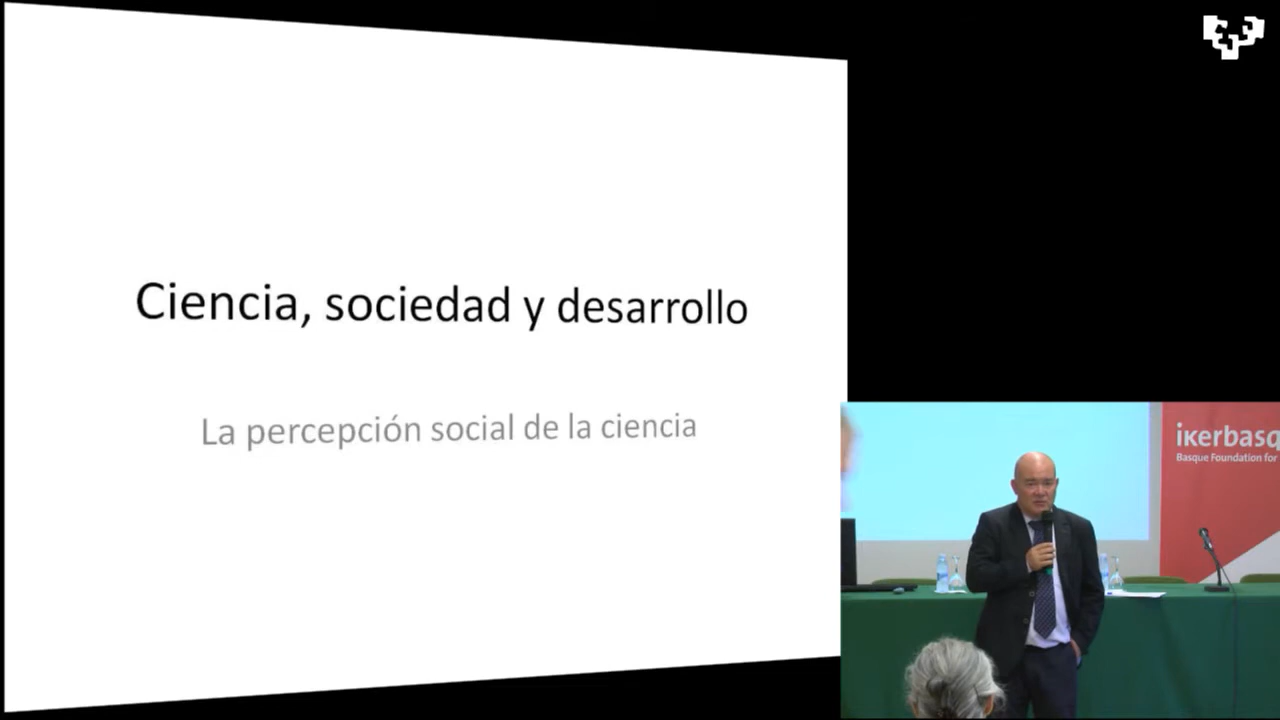 Ciencia, sociedad y desarrollo
La percepción social de la ciencia
ikerbasq
Basque Foundation for